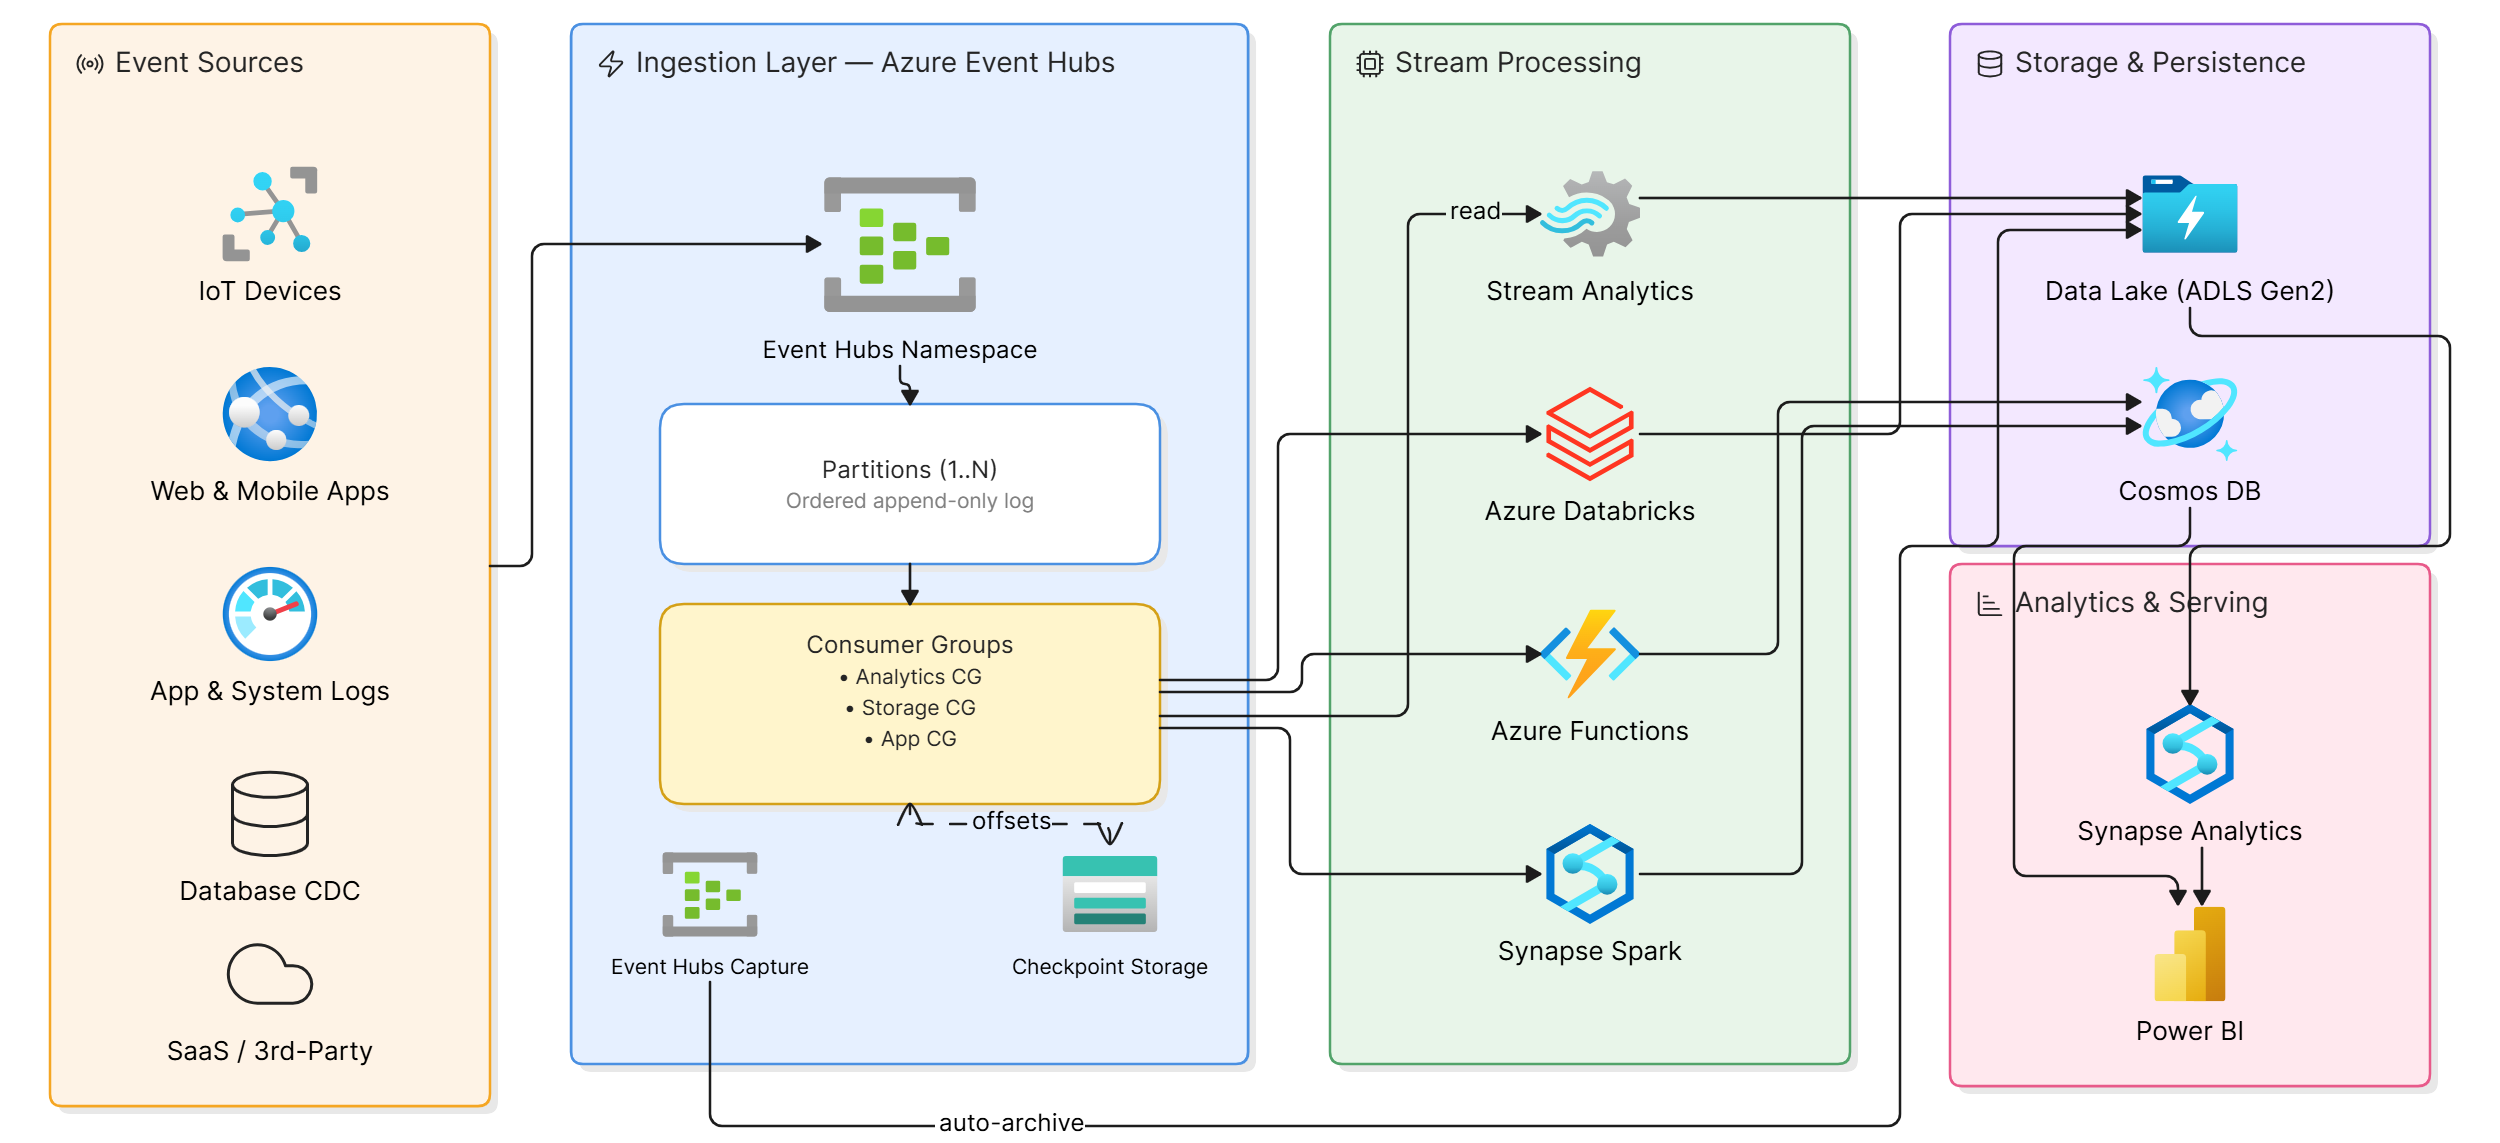 Event Sources
IoT Devices
Web & Mobile Apps
App & System Logs
Database CDC
SaaS / 3rd-Party
Ingestion Layer — Azure Event Hubs
Event Hubs Namespace
Partitions (1..N)
Ordered append-only log
Consumer Groups
• Analytics CG
• Storage CG
• App CG
offsets
Event Hubs Capture
Checkpoint Storage
auto-archive
Stream Processing
read
Stream Analytics
Azure Databricks
Azure Functions
Synapse Spark
Storage & Persistence
Data Lake (ADLS Gen2)
Cosmos DB
Analytics & Serving
Synapse Analytics
Power BI